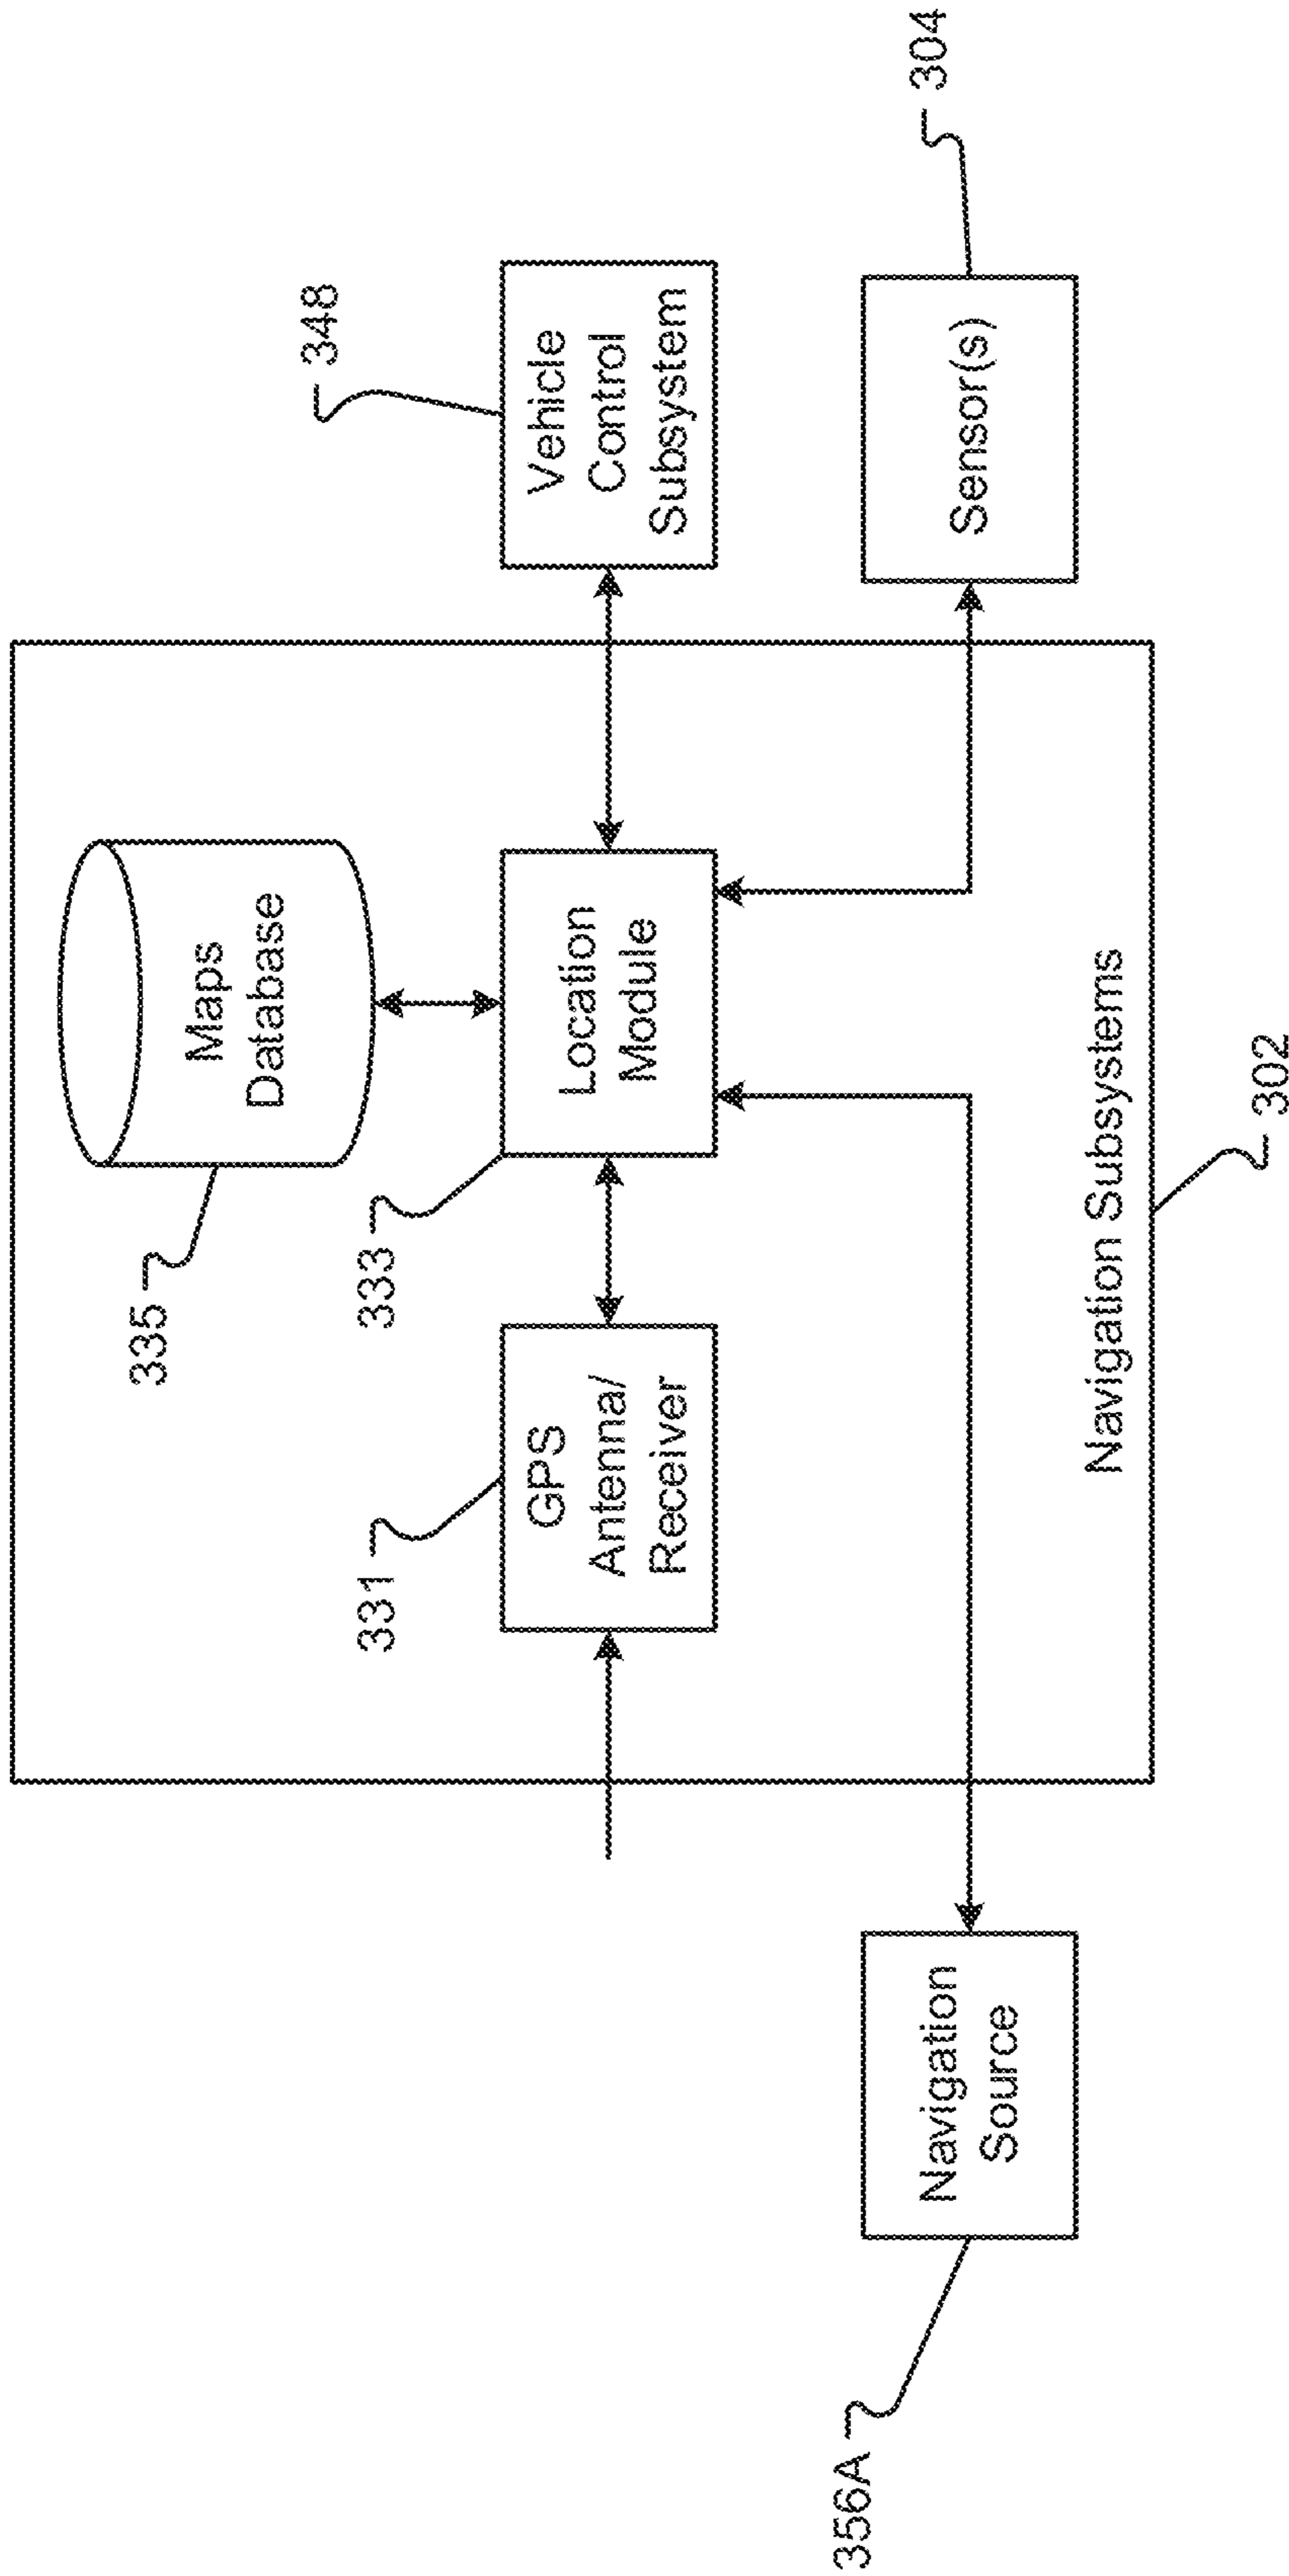 335
Maps
Database
331
GPS
Antenna/
Receiver
333
Location
Module
348
Vehicle
Control
Subsystem
356A
Navigation
Source
Sensor(s)
304
Navigation Subsystems
302